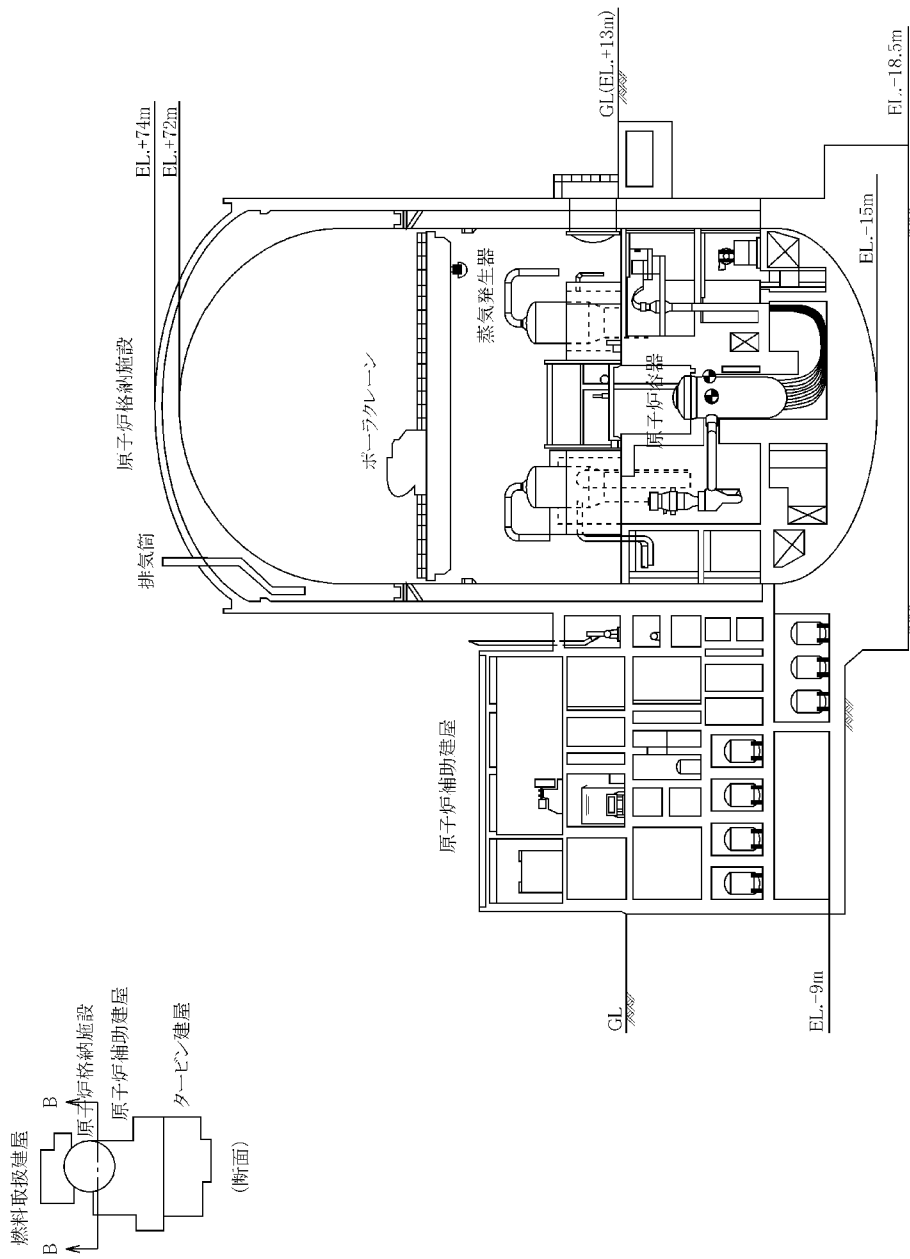 燃料取扱建屋
B
B
原子炉格納施設
原子炉補助建屋
タービン建屋
(断面)
原子炉格納施設
EL.+74m
EL.+72m
排気筒
ポーラクレーン
蒸気発生器
原子炉補助建屋
GL(EL.+13m)
GL
原子炉容器
EL.-9m
EL.-15m
EL.-18.5m